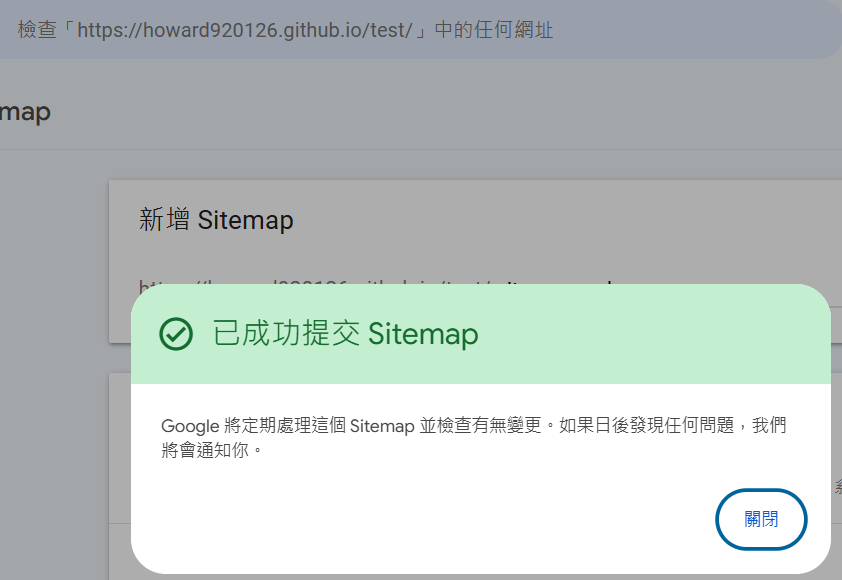 檢查「https://howard920126.github.io/test/」中的任何網址
map
新增 Sitemap
已成功提交 Sitemap
Google 將定期處理這個 Sitemap 並檢查有無變更。如果日後發現任何問題，我們
將會通知你。
關閉